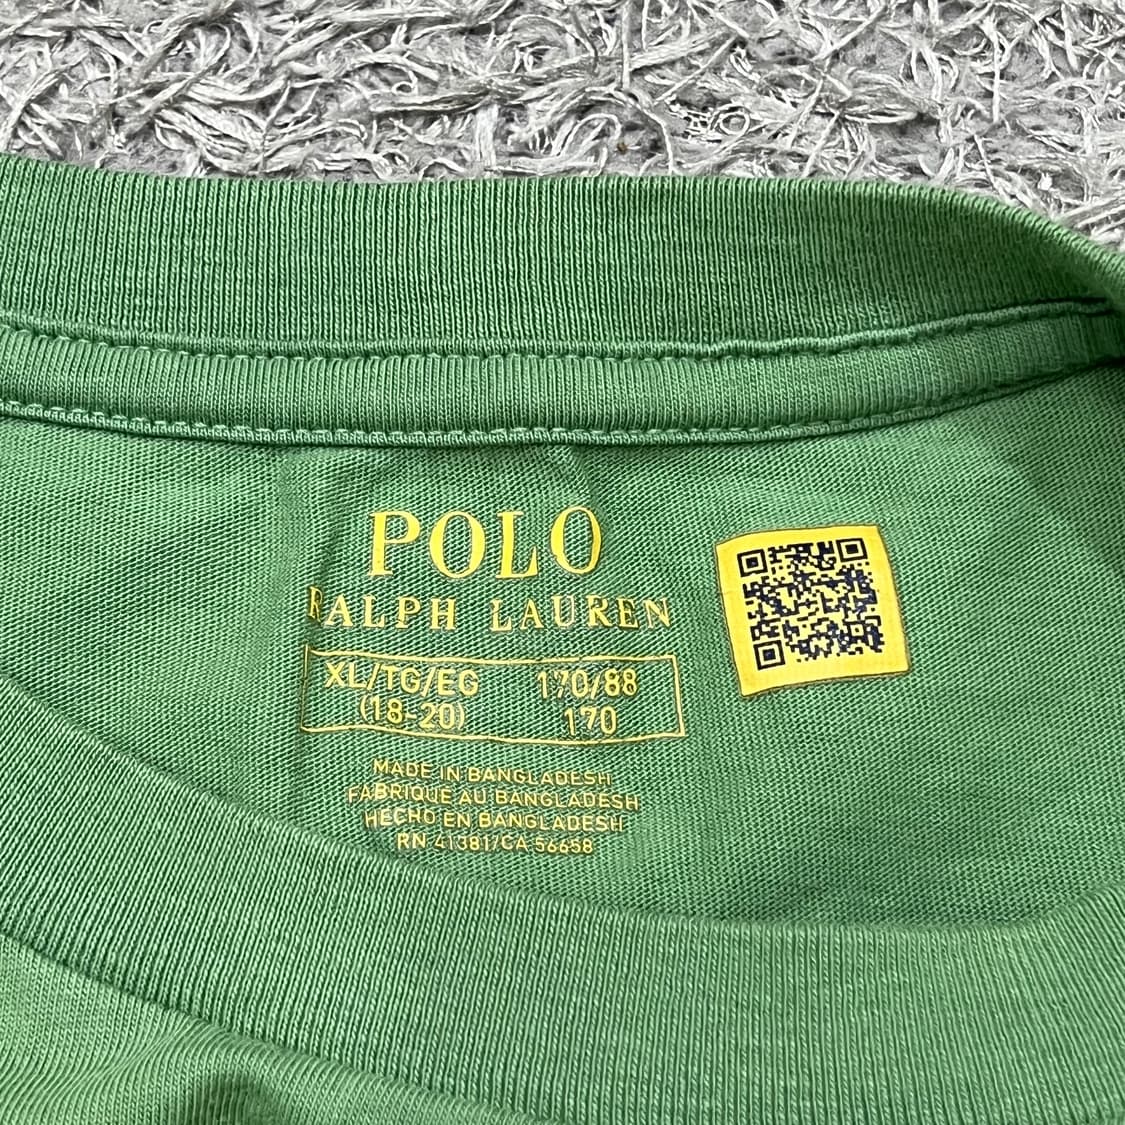 POLO
RALPH LAUREN
XL/TG/EG 170/88
(18-20) 170
MADE IN BANGLADESH
FABRIQUE AU BANGLADESH
HECHO EN BANGLADESH
RN 41381/CA 56658